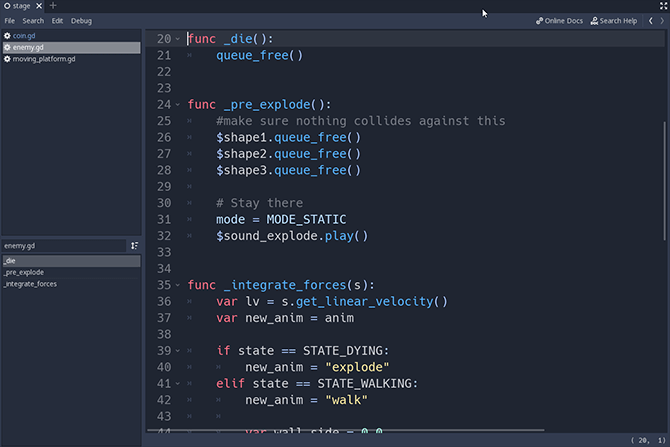 stage
File Search Edit Debug
Online Docs
Search Help
coin.gd
enemy.gd
moving_platform.gd
enemy.gd
_die
_pre_explode
_integrate_forces
20 func _die():
21 queue_free()
22
23
24 func _pre_explode():
25 #make sure nothing collides against this
26 $shape1.queue_free()
27 $shape2.queue_free()
28 $shape3.queue_free()
29
30 # Stay there
31 mode = MODE_STATIC
32 $sound_explode.play()
33
34
35 func _integrate_forces(s):
36 var lv = s.get_linear_velocity()
37 var new_anim = anim
38
39 if state == STATE_DYING:
40 new_anim = "explode"
41 elif state == STATE_WALKING:
42 new_anim = "walk"
43
44 var wall_side = 0.0
( 20, 1)